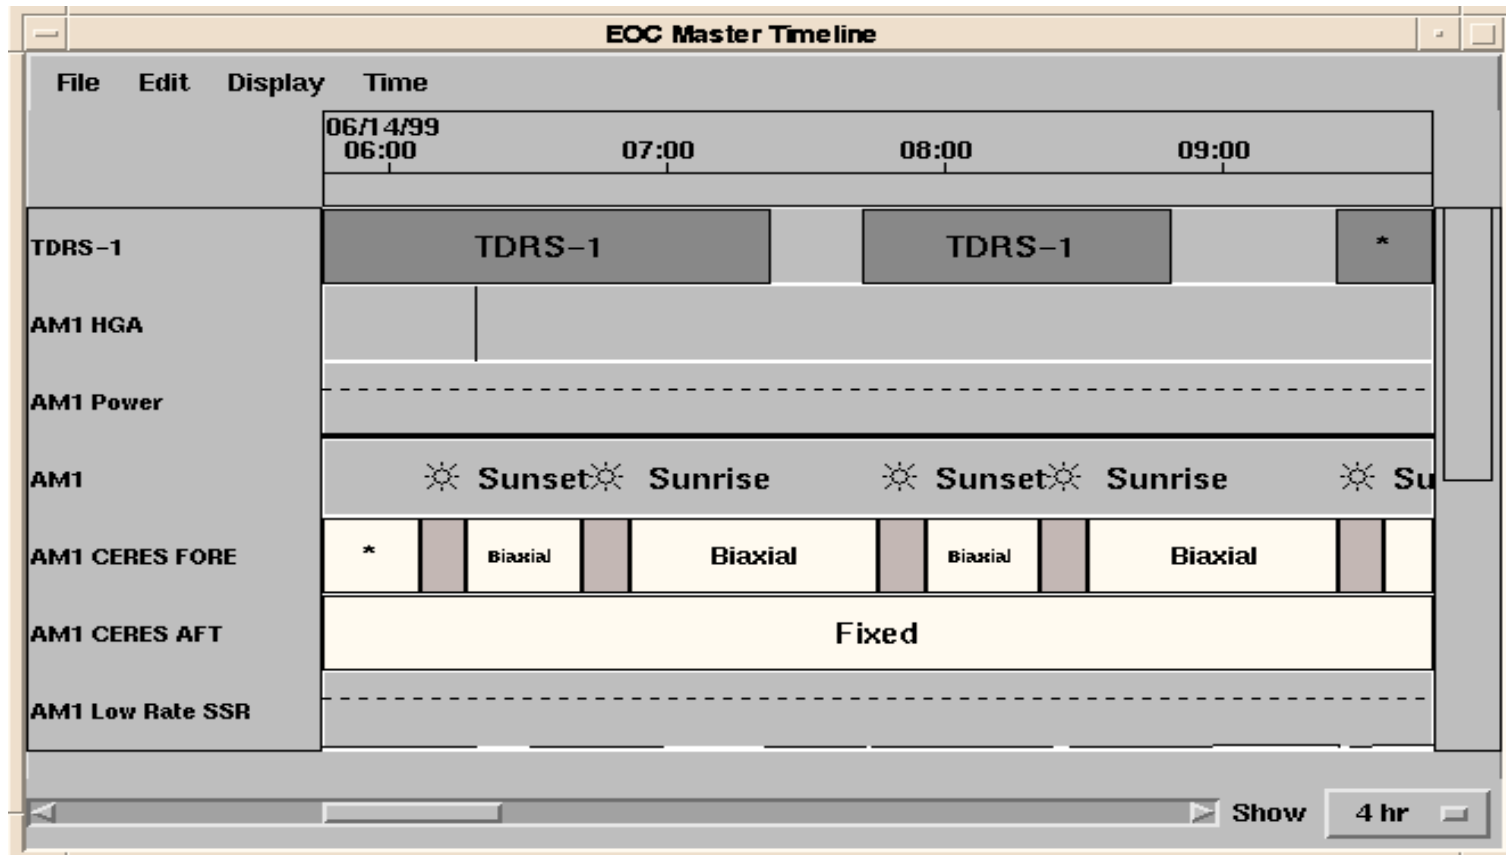 EOC Master Timeline
File Edit Display Time
06/14/99
06:00 07:00 08:00 09:00
TDRS-1 TDRS-1 TDRS-1 *
AM1 HGA
AM1 Power
AM1 Sunset Sunrise Sunset Sunrise Su
AM1 CERES FORE * Biaxial Biaxial Biaxial Biaxial
AM1 CERES AFT Fixed
AM1 Low Rate SSR
Show 4 hr